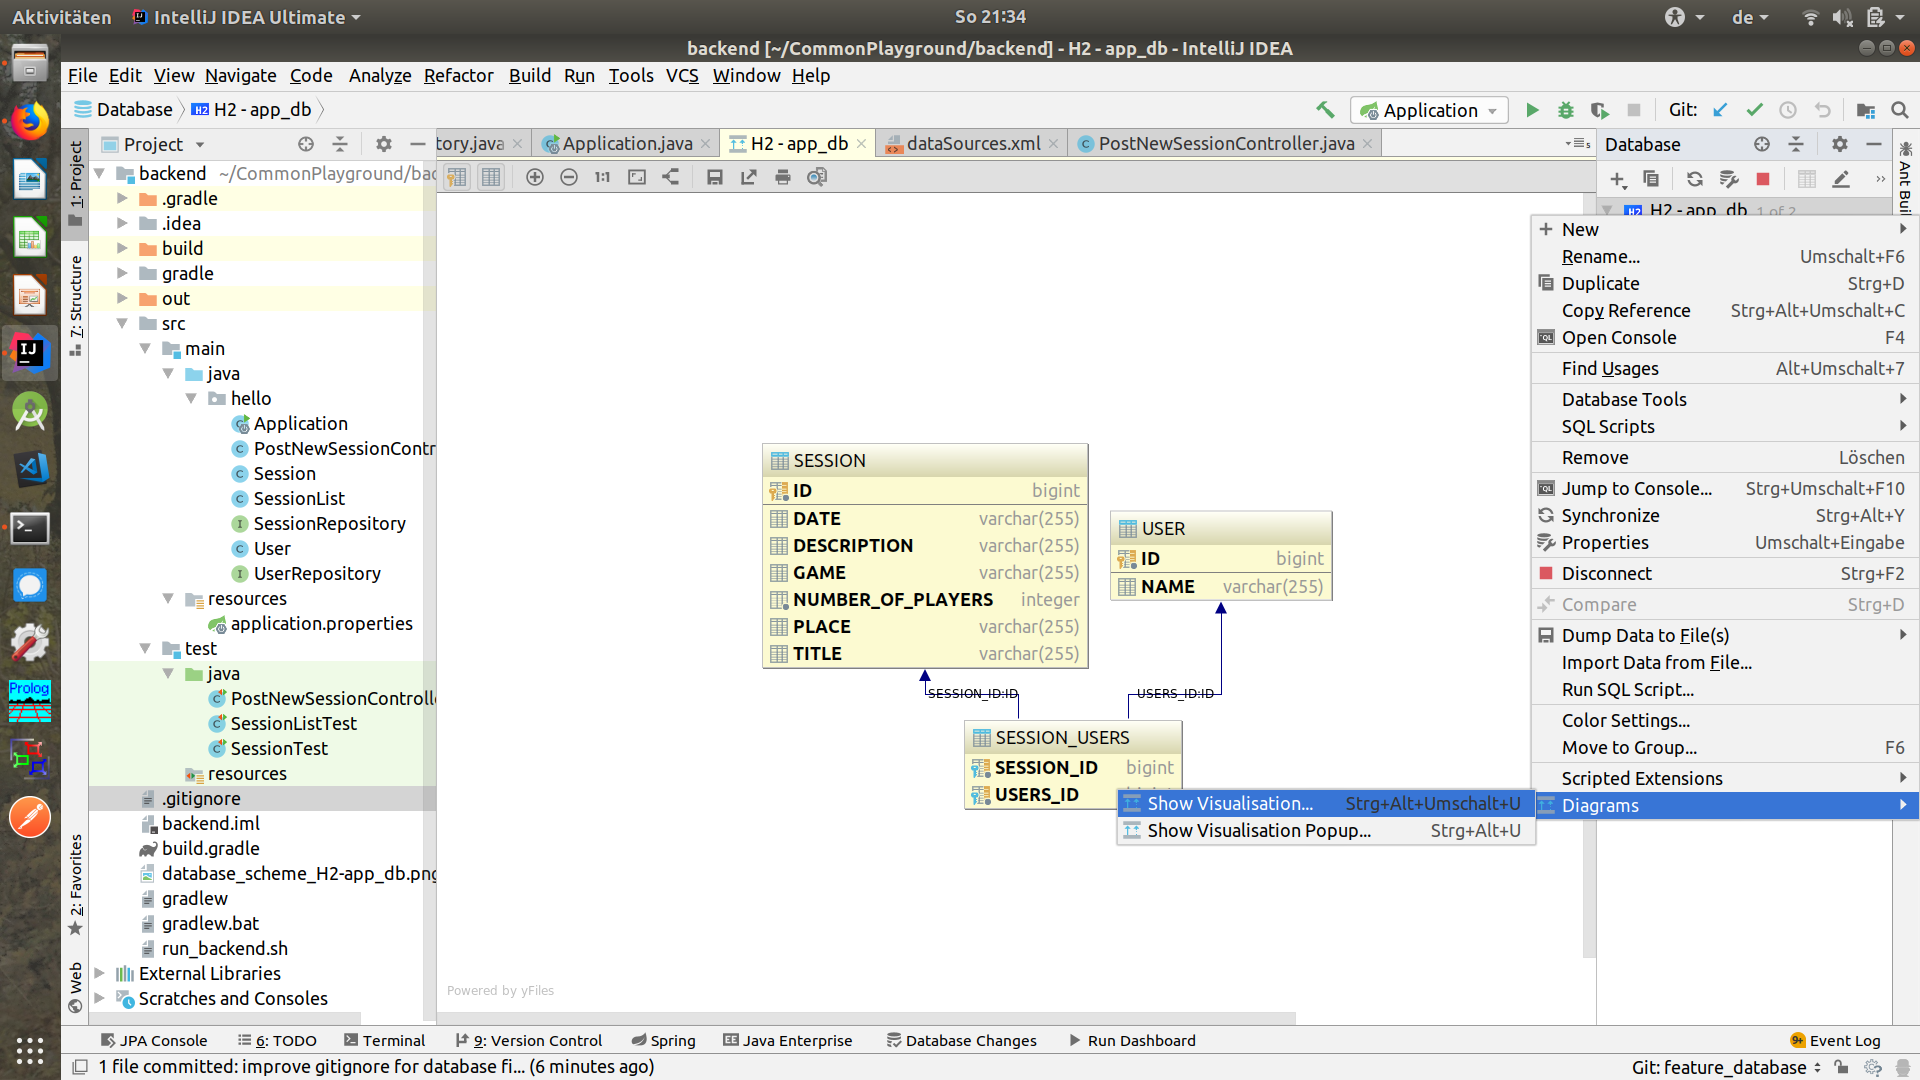 Aktivitäten
IntelliJ IDEA Ultimate
So 21:34
de
backend [~/CommonPlayground/backend] - H2 - app_db - IntelliJ IDEA
File Edit View Navigate Code Analyze Refactor Build Run Tools VCS Window Help
Database
H2 - app_db
Application
Git:
1: Project
7: Structure
2: Favorites
Web
Project
backend ~/CommonPlayground/bac
.gradle
.idea
build
gradle
out
src
main
java
hello
Application
PostNewSessionContr
Session
SessionList
SessionRepository
User
UserRepository
resources
application.properties
test
java
PostNewSessionControlle
SessionListTest
SessionTest
resources
.gitignore
backend.iml
build.gradle
database_scheme_H2-app_db.png
gradlew
gradlew.bat
run_backend.sh
External Libraries
Scratches and Consoles
tory.java
Application.java
H2 - app_db
dataSources.xml
PostNewSessionController.java
1:1
SESSION
ID bigint
DATE varchar(255)
DESCRIPTION varchar(255)
GAME varchar(255)
NUMBER_OF_PLAYERS integer
PLACE varchar(255)
TITLE varchar(255)
USER
ID bigint
NAME varchar(255)
SESSION_ID:ID
USERS_ID:ID
SESSION_USERS
SESSION_ID bigint
USERS_ID
Powered by yFiles
Database
Ant Buil
H2 - app_db 1 of 2
New
Rename... Umschalt+F6
Duplicate Strg+D
Copy Reference Strg+Alt+Umschalt+C
Open Console F4
Find Usages Alt+Umschalt+7
Database Tools
SQL Scripts
Remove Löschen
Jump to Console... Strg+Umschalt+F10
Synchronize Strg+Alt+Y
Properties Umschalt+Eingabe
Disconnect Strg+F2
Compare Strg+D
Dump Data to File(s)
Import Data from File...
Run SQL Script...
Color Settings...
Move to Group... F6
Scripted Extensions
Diagrams
Show Visualisation... Strg+Alt+Umschalt+U
Show Visualisation Popup... Strg+Alt+U
JPA Console
6: TODO
Terminal
9: Version Control
Spring
Java Enterprise
Database Changes
Run Dashboard
9+ Event Log
1 file committed: improve gitignore for database fi... (6 minutes ago)
Git: feature_database
Prolog
IJ